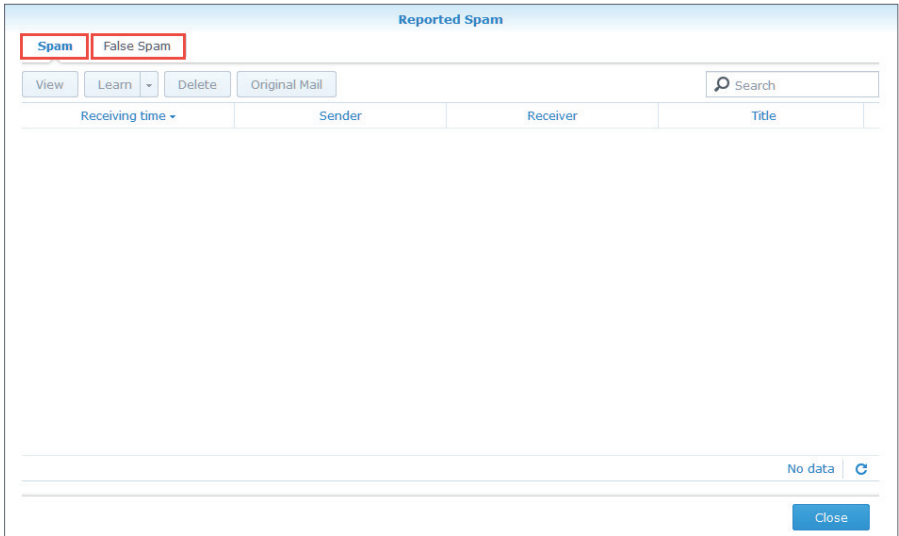 Reported Spam
Spam False Spam
View Learn Delete Original Mail Search
Receiving time Sender Receiver Title
No data
Close